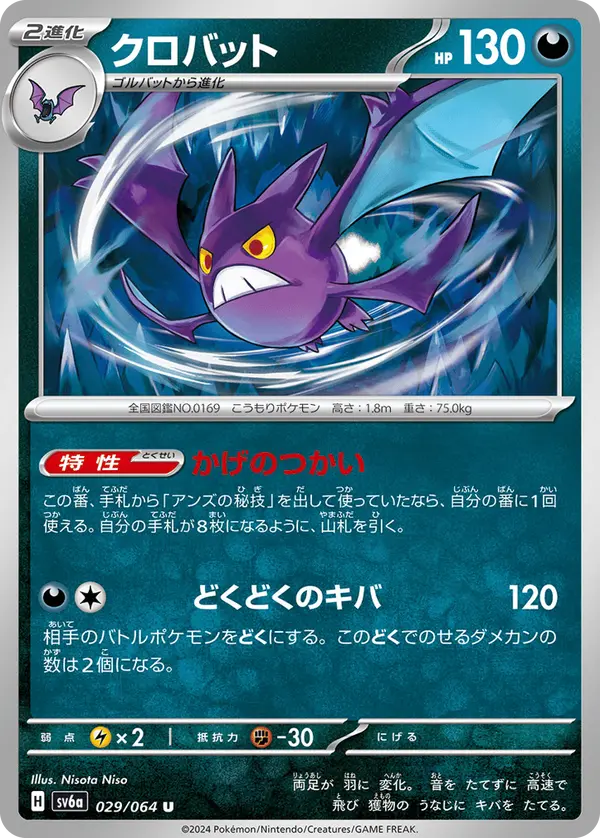 2進化
クロバット
HP 130
ゴルバットから進化
全国図鑑NO.0169 こうもりポケモン 高さ:1.8m 重さ:75.0kg
特性 とくせい かげのつかい
この番、手札から「アンズの秘技」を出して使っていたなら、自分の番に1回
使える。自分の手札が8枚になるように、山札を引く。
どくどくのキバ 120
相手のバトルポケモンをどくにする。このどくでのせるダメカンの
数は2個になる。
弱点 ×2 抵抗力 -30 にげる
Illus. Nisota Niso
両足が 羽に 変化。 音を たてずに 高速で
飛び 獲物の うなじに キバを たてる。
H sv6a 029/064 U
©2024 Pokémon/Nintendo/Creatures/GAME FREAK.